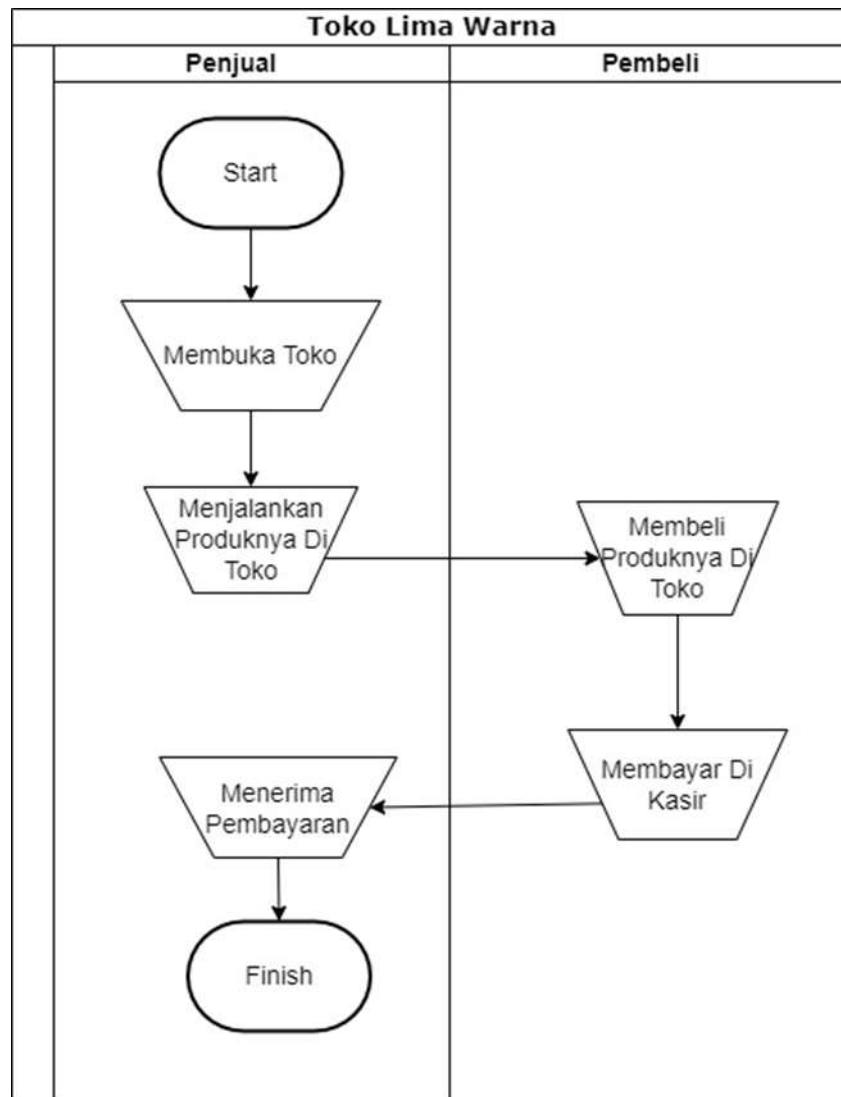 Toko Lima Warna
Penjual
Pembeli
Start
Membuka Toko
Menjalankan
Produknya Di
Toko
Membeli
Produknya Di
Toko
Membayar Di
Kasir
Menerima
Pembayaran
Finish